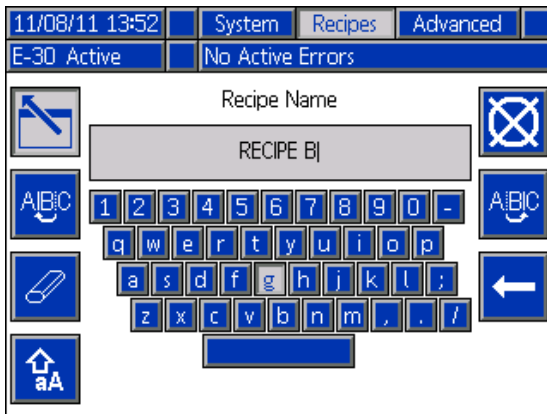 11/08/11 13:52 System Recipes Advanced
E-30 Active No Active Errors
Recipe Name
RECIPE B
ABC ABC
1 2 3 4 5 6 7 8 9 0 -
q w e r t y u i o p
a s d f g h j k l ;
z x c v b n m , . /
aA